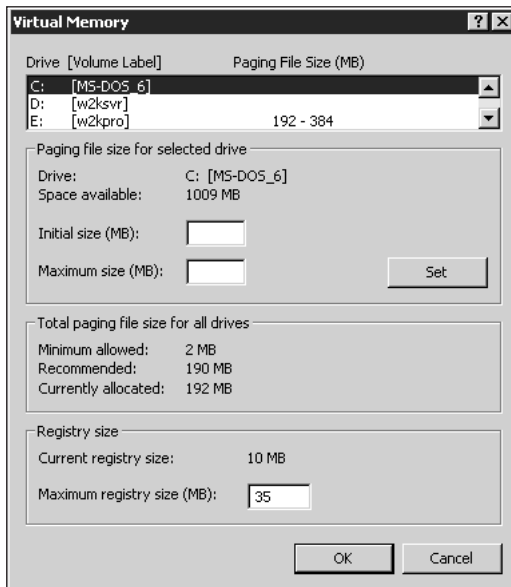 Virtual Memory
Drive [Volume Label] Paging File Size (MB)
C: [MS-DOS_6]
D: [w2ksvr]
E: [w2kpro] 192 - 384
Paging file size for selected drive
Drive: C: [MS-DOS_6]
Space available: 1009 MB
Initial size (MB):
Maximum size (MB):
Set
Total paging file size for all drives
Minimum allowed: 2 MB
Recommended: 190 MB
Currently allocated: 192 MB
Registry size
Current registry size: 10 MB
Maximum registry size (MB): 35
OK Cancel